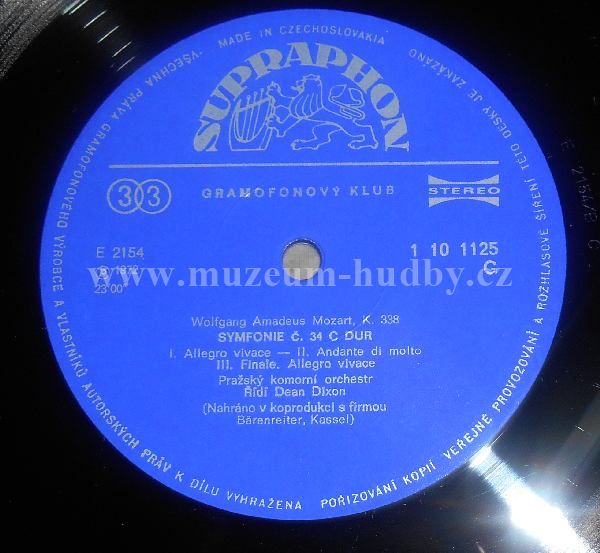 • VŠECHNA PRÁVA GRAMOFONOVÉHO VÝROBCE A VLASTNÍKŮ AUTORSKÝCH PRÁV K DÍLU VYHRAŽENA
POŘIZOVÁNÍ KOPIÍ VEŘEJNÉ PROVOZOVÁNÍ A ROZHLASOVÉ ŠÍŘENÍ TÉTO DESKY JE ZAKÁZÁNO
MADE IN CZECHOSLOVAKIA
SUPRAPHON
33 GRAMOFONOVÝ KLUB STEREO
E 2154 1 10 1125
℗ 1972 G
23'00"
www.muzeum-hudby.cz
Wolfgang Amadeus Mozart, K. 338
SYMFONIE Č. 34 C DUR
I. Allegro vivace — II. Andante di molto
III. Finale. Allegro vivace
Pražský komorní orchestr
Řídí Dean Dixon
(Nahráno v koprodukci s firmou
Bärenreiter, Kassel)